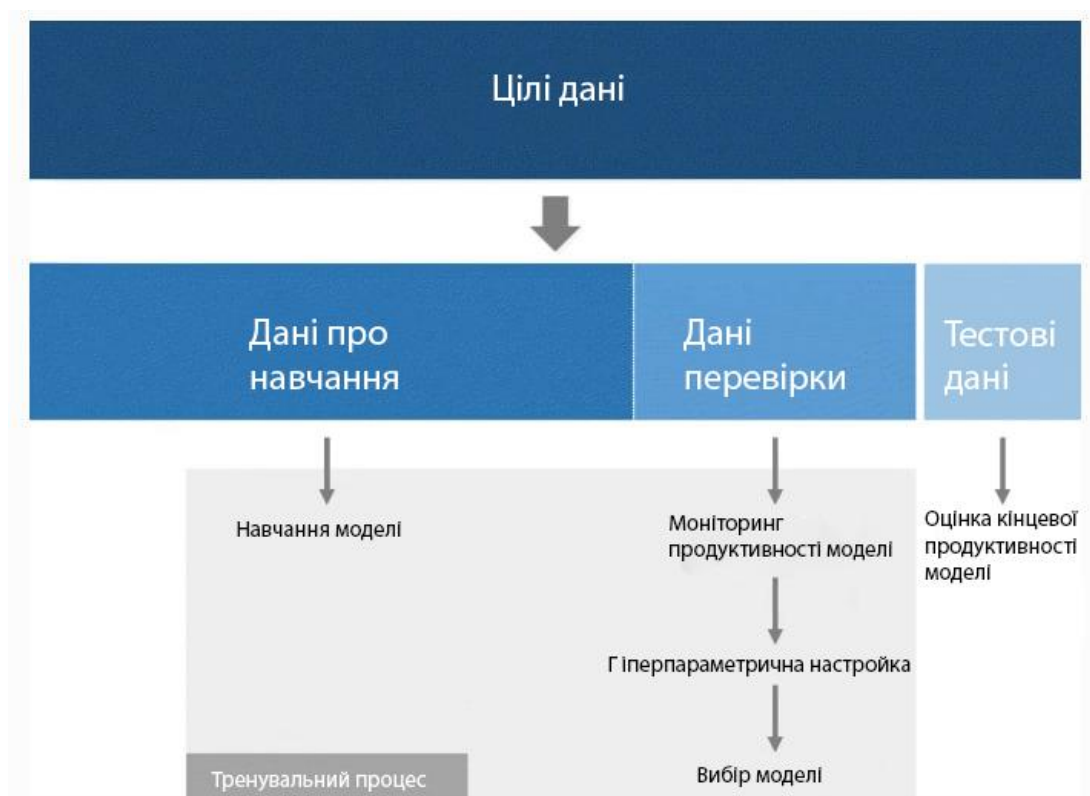 Цілі дані
Дані про
навчання
Дані
перевірки
Тестові
дані
Навчання моделі
Моніторинг
продуктивності моделі
Гіперпараметрична настройка
Вибір моделі
Оцінка кінцевої
продуктивності
моделі
Тренувальний процес